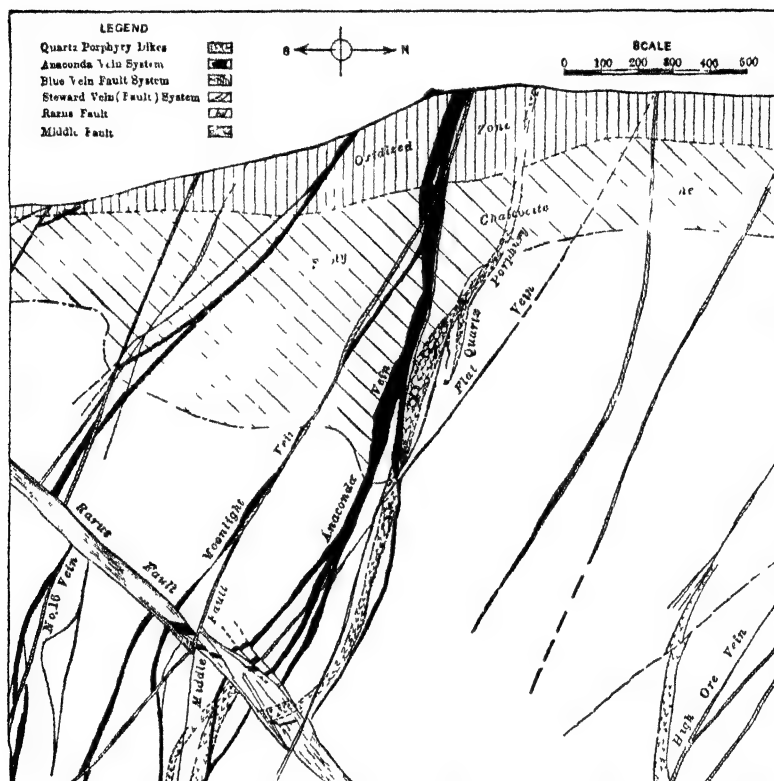 LEGEND
Quartz Porphyry Dikes
Anaconda Vein System
Blue Vein Fault System
Steward Vein (Fault) System
Rarus Fault
Middle Fault
S N
SCALE
0 100 200 300 400 500
Oxidized Zone
Chalcocite
Porphyry
Quartz
Flat Vein
Vein
Anaconda
Moonlight Vein
Rarus Fault
No.16 Vein
Middle Fault
High Ore Vein